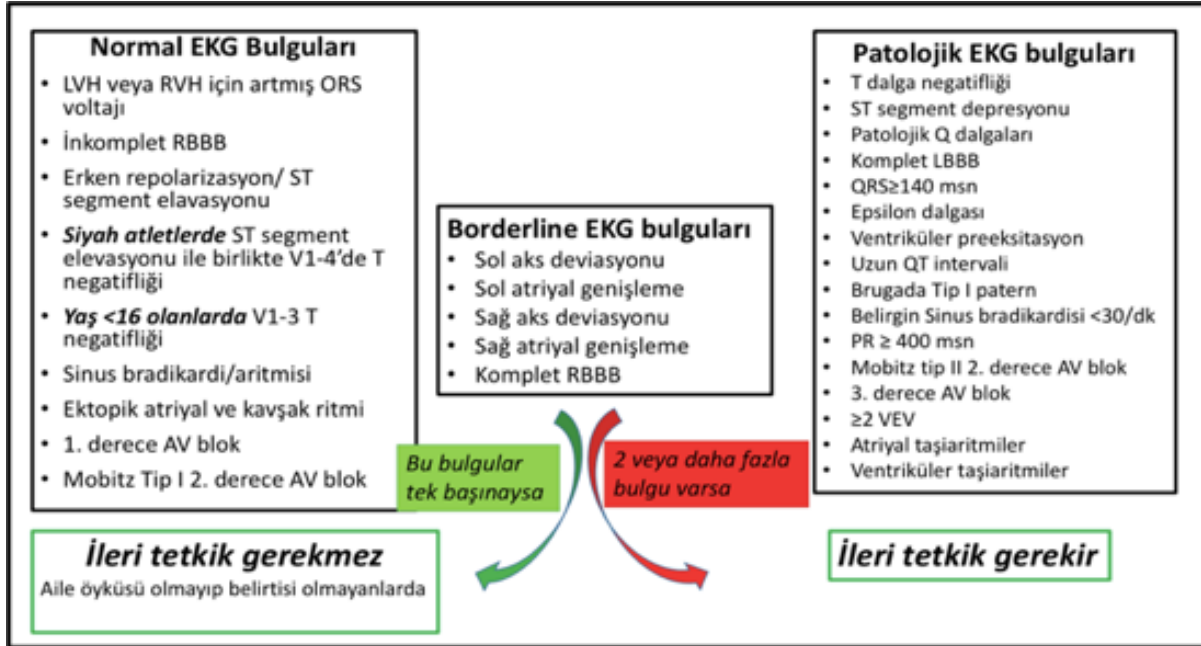 Normal EKG Bulguları
• LVH veya RVH için artmış ORS
voltajı
• İnkomplet RBBB
• Erken repolarizasyon/ ST
segment elavasyonu
• Siyah atletlerde ST segment
elevasyonu ile birlikte V1-4'de T
negatifliği
• Yaş <16 olanlarda V1-3 T
negatifliği
• Sinus bradikardi/aritmisi
• Ektopik atriyal ve kavşak ritmi
• 1. derece AV blok
• Mobitz Tip I 2. derece AV blok
Borderline EKG bulguları
• Sol aks deviasyonu
• Sol atriyal genişleme
• Sağ aks deviasyonu
• Sağ atriyal genişleme
• Komplet RBBB
Patolojik EKG bulguları
• T dalga negatifliği
• ST segment depresyonu
• Patolojik Q dalgaları
• Komplet LBBB
• QRS≥140 msn
• Epsilon dalgası
• Ventriküler preeksitasyon
• Uzun QT intervali
• Brugada Tip I patern
• Belirgin Sinus bradikardisi <30/dk
• PR ≥ 400 msn
• Mobitz tip II 2. derece AV blok
• 3. derece AV blok
• ≥2 VEV
• Atriyal taşiaritmiler
• Ventriküler taşiaritmiler
Bu bulgular
tek başınaysa
2 veya daha fazla
bulgu varsa
İleri tetkik gerekmez
Aile öyküsü olmayıp belirtisi olmayanlarda
İleri tetkik gerekir